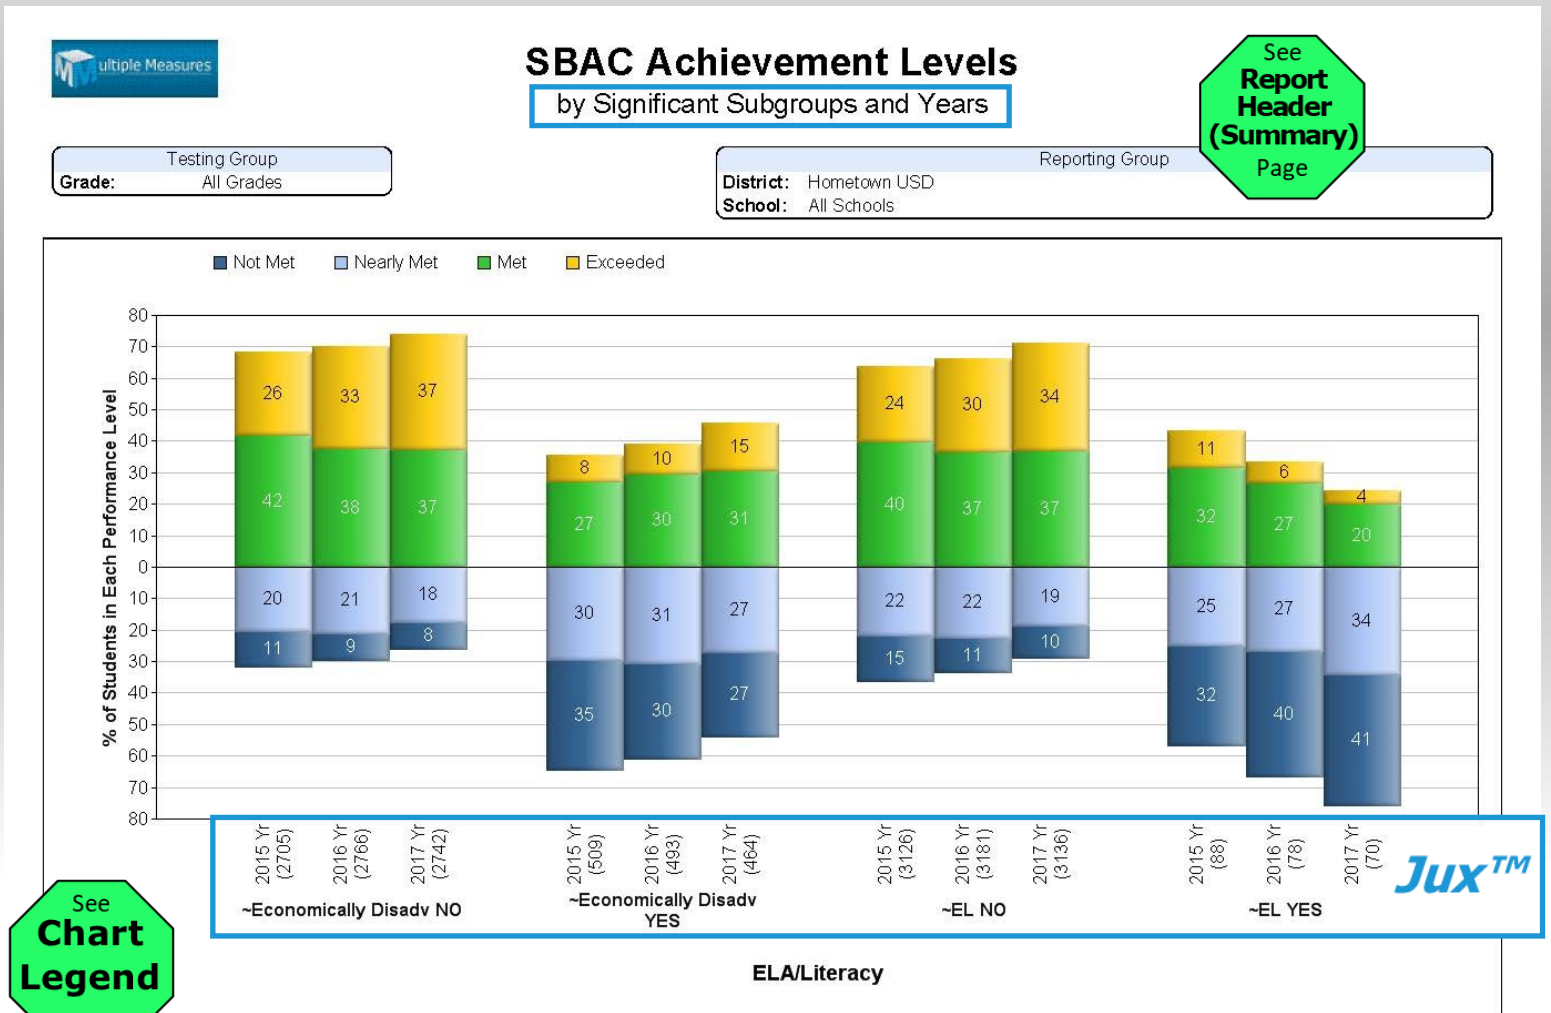 Multiple Measures
SBAC Achievement Levels
by Significant Subgroups and Years
See
Report
Header
(Summary)
Page
Testing Group
Grade: All Grades
Reporting Group
District: Hometown USD
School: All Schools
Not Met Nearly Met Met Exceeded
% of Students in Each Performance Level
80
70
60
50
40
30
20
10
0
10
20
30
40
50
60
70
80
26 33 37
42 38 37
20 21 18
11 9 8
8 10 15
27 30 31
30 31 27
35 30 27
24 30 34
40 37 37
22 22 19
15 11 10
11 6 4
32 27 20
25 27 34
32 40 41
2015 Yr
(2705)
2016 Yr
(2766)
2017 Yr
(2742)
2015 Yr
(509)
2016 Yr
(493)
2017 Yr
(464)
2015 Yr
(3126)
2016 Yr
(3181)
2017 Yr
(3136)
2015 Yr
(88)
2016 Yr
(78)
2017 Yr
(70)
~Economically Disadv NO
~Economically Disadv
YES
~EL NO
~EL YES
Jux™
See
Chart
Legend
ELA/Literacy